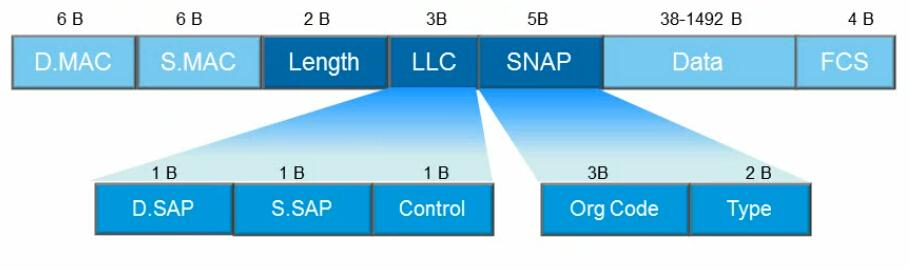 6 B 6 B 2 B 3B 5B 38-1492 B 4 B
D.MAC S.MAC Length LLC SNAP Data FCS
1 B 1 B 1 B 3B 2 B
D.SAP S.SAP Control Org Code Type